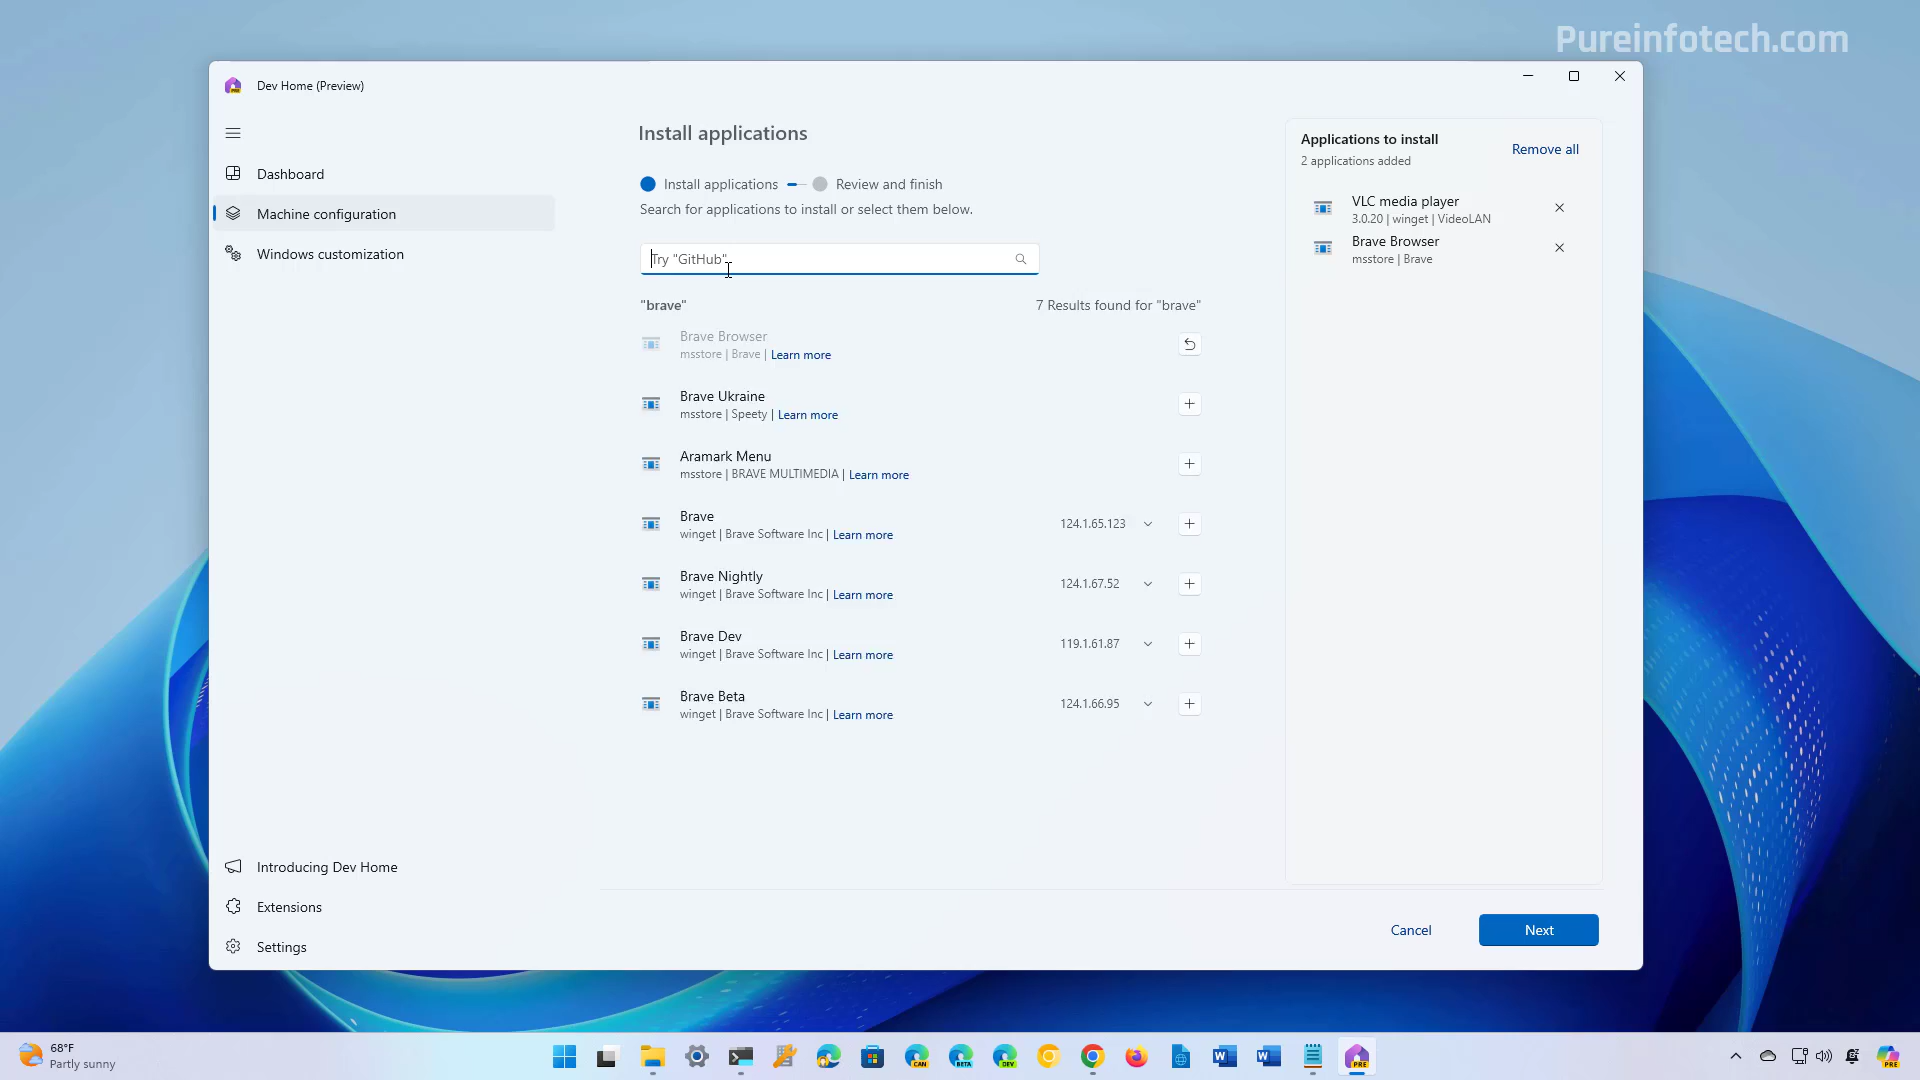 Pureinfotech.com
Dev Home (Preview)
Dashboard
Machine configuration
Windows customization
Introducing Dev Home
Extensions
Settings
Install applications
Install applications
Review and finish
Search for applications to install or select them below.
Try "GitHub"
"brave"
7 Results found for "brave"
Brave Browser
msstore | Brave | Learn more
Brave Ukraine
msstore | Speety | Learn more
Aramark Menu
msstore | BRAVE MULTIMEDIA | Learn more
Brave
winget | Brave Software Inc | Learn more
124.1.65.123
Brave Nightly
winget | Brave Software Inc | Learn more
124.1.67.52
Brave Dev
winget | Brave Software Inc | Learn more
119.1.61.87
Brave Beta
winget | Brave Software Inc | Learn more
124.1.66.95
Applications to install
2 applications added
Remove all
VLC media player
3.0.20 | winget | VideoLAN
Brave Browser
msstore | Brave
Cancel
Next
68°F
Partly sunny
CAN
BETA
DEV
PRE
PRE